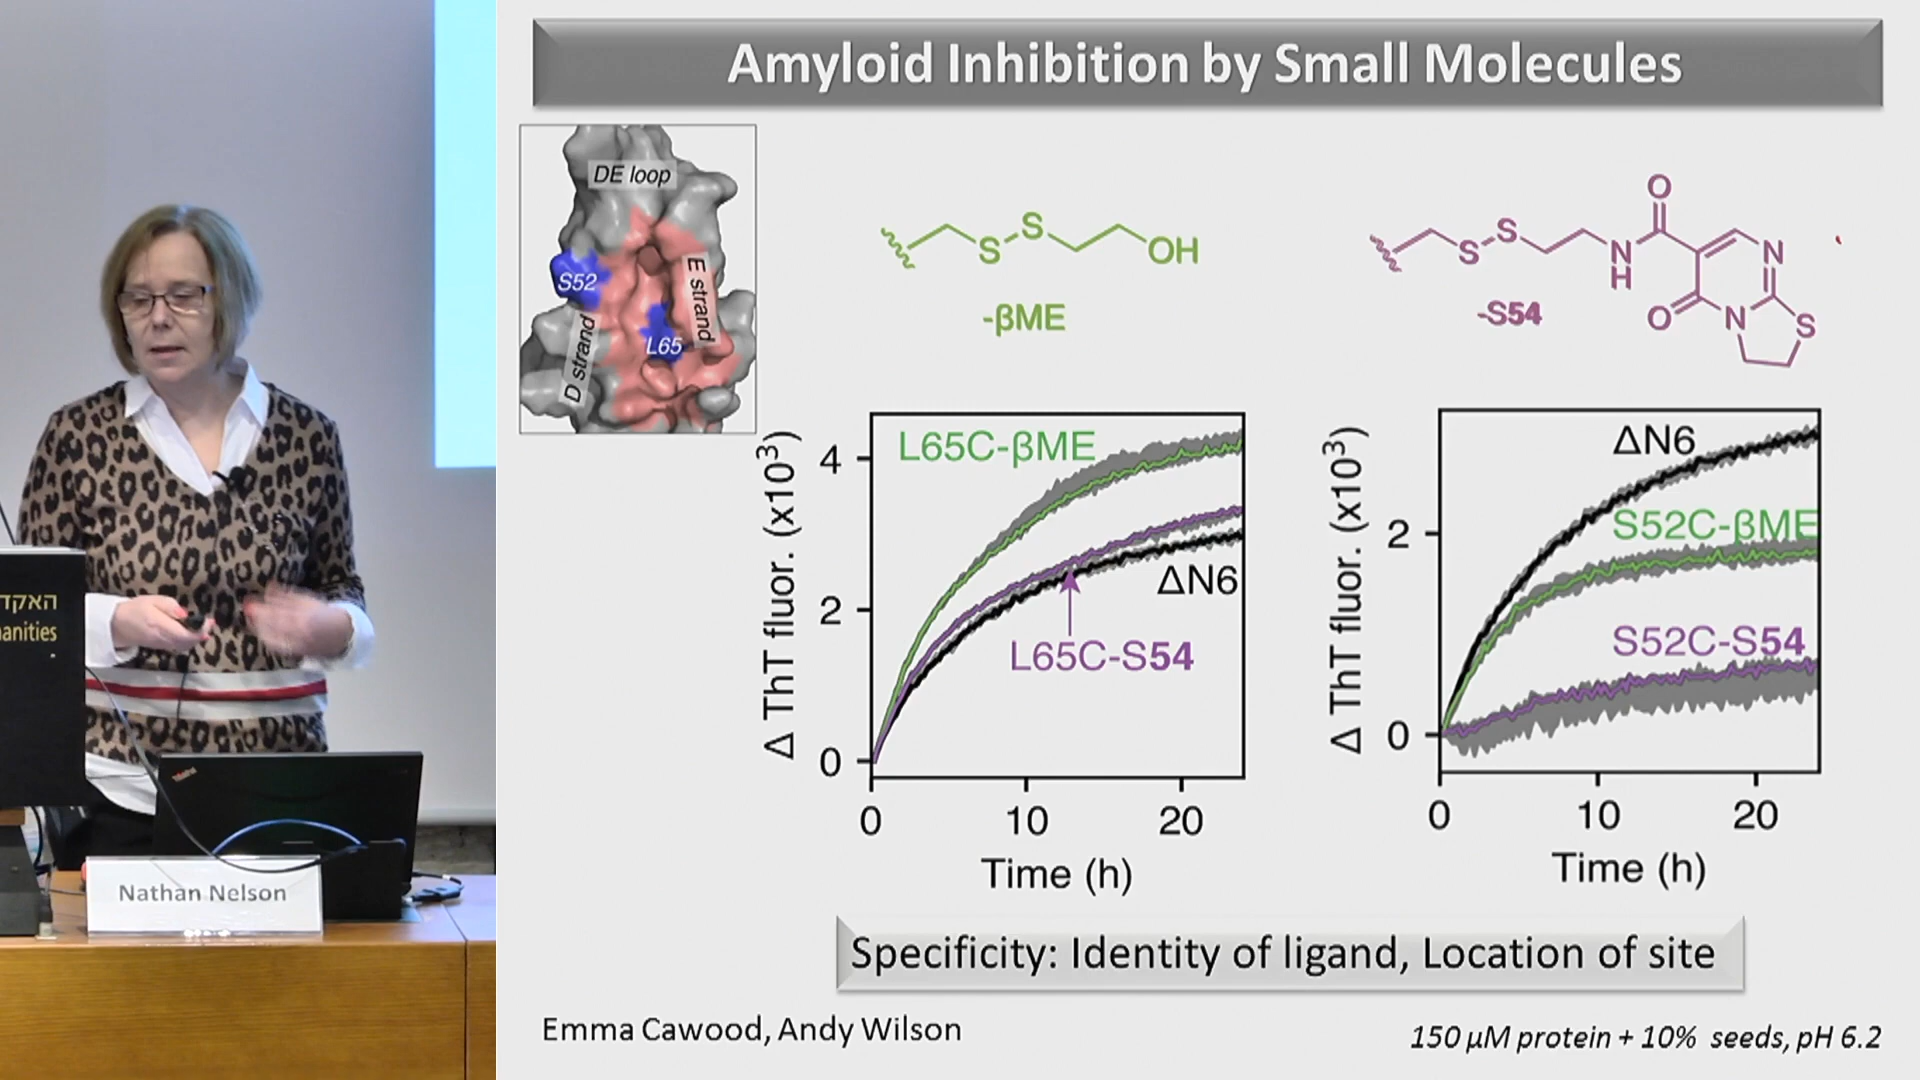 האקד
anities
ThinkPad
Nathan Nelson
Amyloid Inhibition by Small Molecules
DE loop
S52
E strand
L65
D strand
S
S
OH
-βME
S
S
N
H
O
O
N
N
S
-S54
Δ ThT fluor. (x10³)
4
2
0
L65C-βME
ΔN6
L65C-S54
0 10 20
Time (h)
Δ ThT fluor. (x10³)
2
0
ΔN6
S52C-βME
S52C-S54
0 10 20
Time (h)
Specificity: Identity of ligand, Location of site
Emma Cawood, Andy Wilson
150 µM protein + 10% seeds, pH 6.2